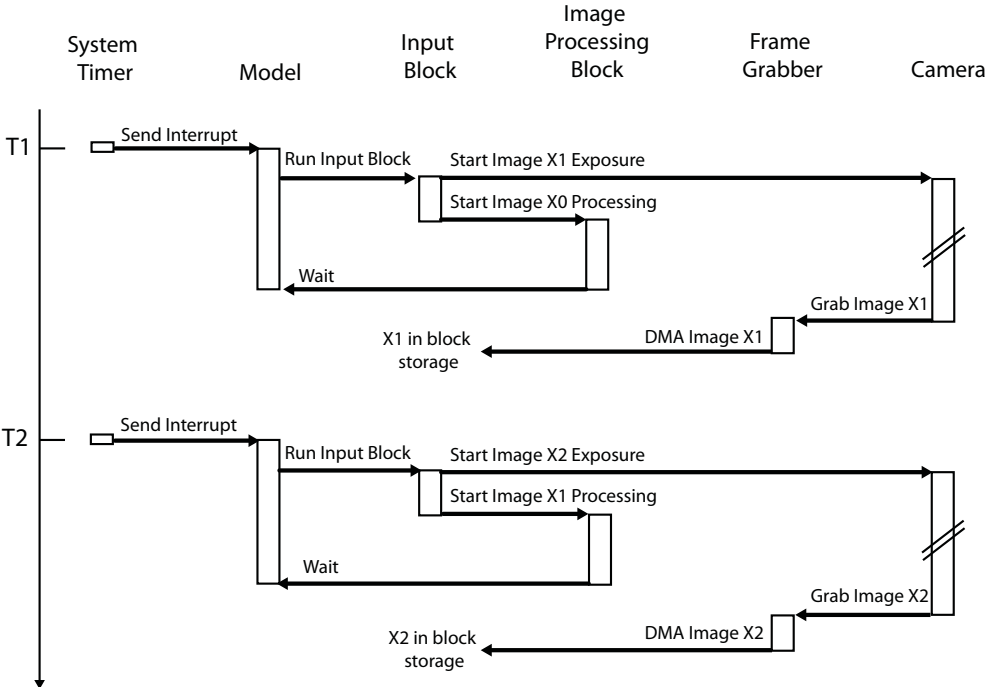 System
Timer
Model
Input
Block
Image
Processing
Block
Frame
Grabber
Camera
T1
Send Interrupt
Run Input Block
Start Image X1 Exposure
Start Image X0 Processing
Wait
Grab Image X1
DMA Image X1
X1 in block
storage
T2
Send Interrupt
Run Input Block
Start Image X2 Exposure
Start Image X1 Processing
Wait
Grab Image X2
DMA Image X2
X2 in block
storage